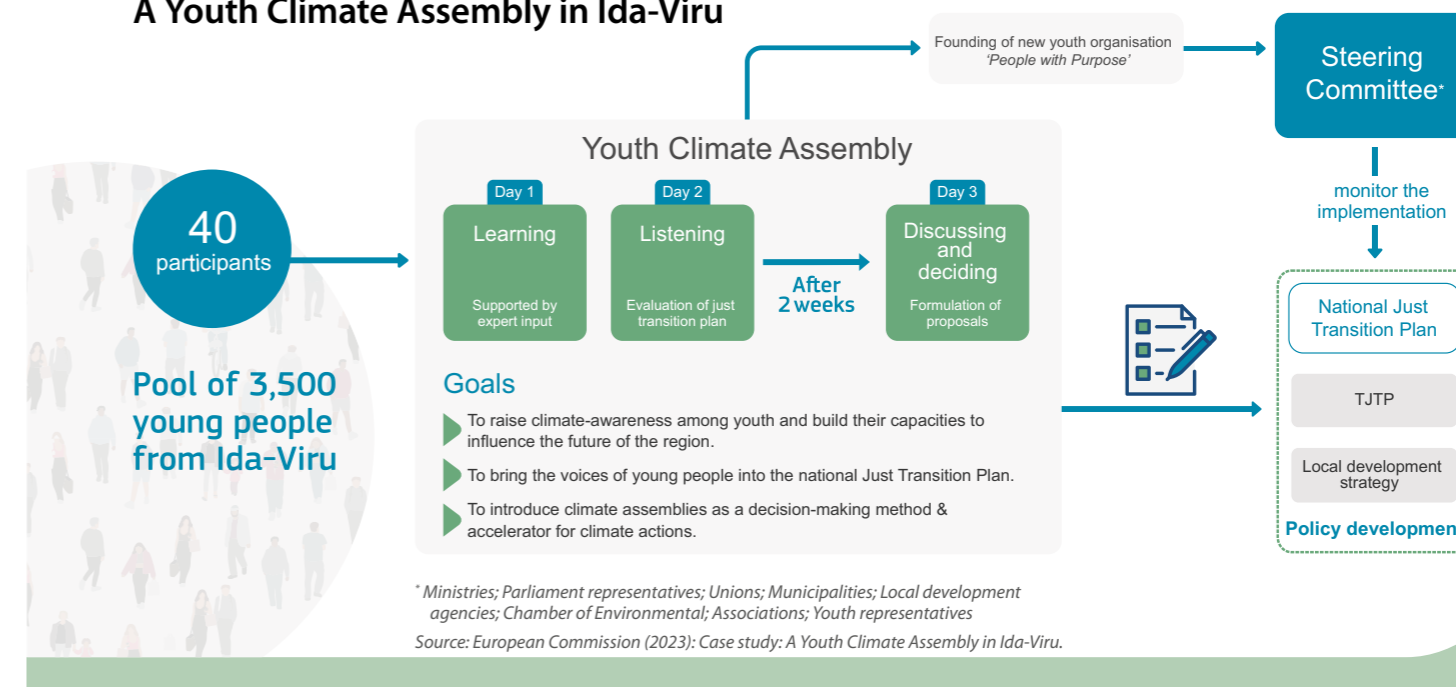 A Youth Climate Assembly in Ida-Viru
Founding of new youth organisation
‘People with Purpose’
Steering
Committee*
monitor the
implementation
40
participants
Pool of 3,500
young people
from Ida-Viru
Youth Climate Assembly
Day 1
Learning
Supported by
expert input
Day 2
Listening
Evaluation of just
transition plan
After
2 weeks
Day 3
Discussing
and
deciding
Formulation of
proposals
Goals
To raise climate-awareness among youth and build their capacities to
influence the future of the region.
To bring the voices of young people into the national Just Transition Plan.
To introduce climate assemblies as a decision-making method &
accelerator for climate actions.
National Just
Transition Plan
TJTP
Local development
strategy
Policy developmen
* Ministries; Parliament representatives; Unions; Municipalities; Local development
agencies; Chamber of Environmental; Associations; Youth representatives
Source: European Commission (2023): Case study: A Youth Climate Assembly in Ida-Viru.